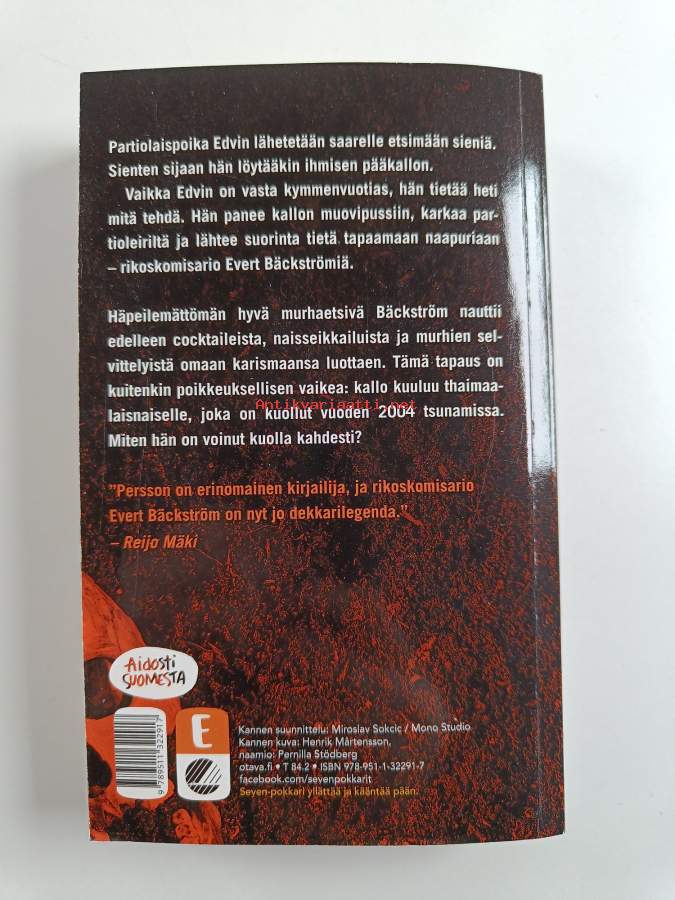 Partiolaispoika Edvin lähetetään saarelle etsimään sieniä.
Sienten sijaan hän löytääkin ihmisen pääkallon.
Vaikka Edvin on vasta kymmenvuotias, hän tietää heti
mitä tehdä. Hän panee kallon muovipussiin, karkaa par-
tioleiriltä ja lähtee suorinta tietä tapaamaan naapuriaan
– rikoskomisario Evert Bäckströmiä.
Häpeilemättömän hyvä murhaetsivä Bäckström nauttii
edelleen cocktaileista, naisseikkailuista ja murhien sel-
vittelyistä omaan karismaansa luottaen. Tämä tapaus on
kuitenkin poikkeuksellisen vaikea: kallo kuuluu thaimaa-
laisnaiselle, joka on kuollut vuoden 2004 tsunamissa.
Antikvariaatti.net
Miten hän on voinut kuolla kahdesti?
"Persson on erinomainen kirjailija, ja rikoskomisario
Evert Bäckström on nyt jo dekkarilegenda."
– Reijo Mäki
Aidosti
SUOMESTA
9 789511 322917
E
Kannen suunnittelu: Miroslav Sokcic / Mono Studio
Kannen kuva: Henrik Mårtensson,
naamio: Pernilla Stödberg
otava.fi • T 84.2 • ISBN 978-951-1-32291-7
facebook.com/sevenpokkarit
Seven-pokkari yllättää ja kääntää pään.